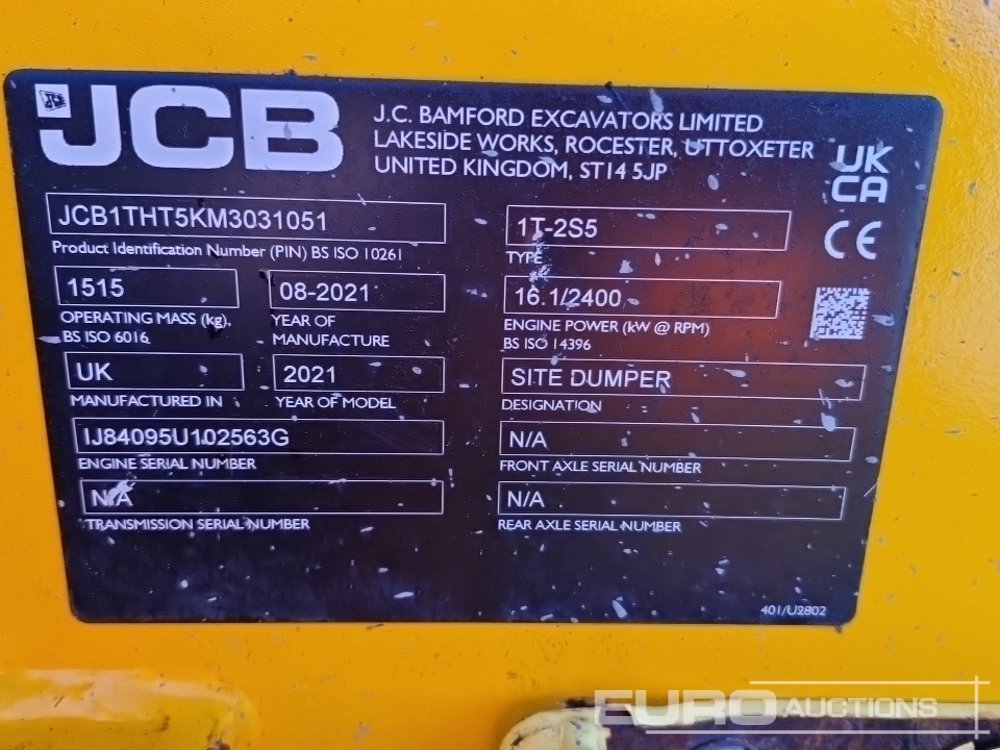 JCB
J.C. BAMFORD EXCAVATORS LIMITED
LAKESIDE WORKS, ROCESTER, UTTOXETER
UNITED KINGDOM, ST14 5JP
UK
CA
CE
JCB1THT5KM3031051
Product Identification Number (PIN) BS ISO 10261
1T-2S5
TYPE
1515
OPERATING MASS (kg),
BS ISO 6016
08-2021
YEAR OF
MANUFACTURE
16.1/2400
ENGINE POWER (kW @ RPM)
BS ISO 14396
UK
MANUFACTURED IN
2021
YEAR OF MODEL
SITE DUMPER
DESIGNATION
IJ84095U102563G
ENGINE SERIAL NUMBER
N/A
FRONT AXLE SERIAL NUMBER
N/A
TRANSMISSION SERIAL NUMBER
N/A
REAR AXLE SERIAL NUMBER
401/U2802
EURO AUCTIONS